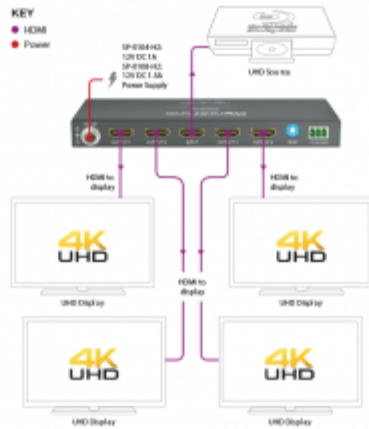 KEY
HDMI
Power
SP-0104-H2:
12V DC 1A
SP-0108-H2:
12V DC 1.5A
Power Supply
UHD Source
HDMI to
display
HDMI to
display
4K
UHD
UHD Display
4K
UHD
UHD Display
HDMI to
display
4K
UHD
UHD Display
4K
UHD
UHD Display